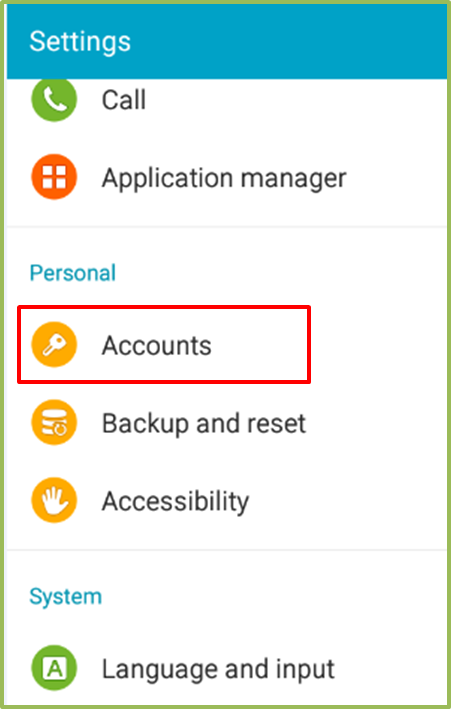 Settings
Call
Application manager
Personal
Accounts
Backup and reset
Accessibility
System
A
Language and input